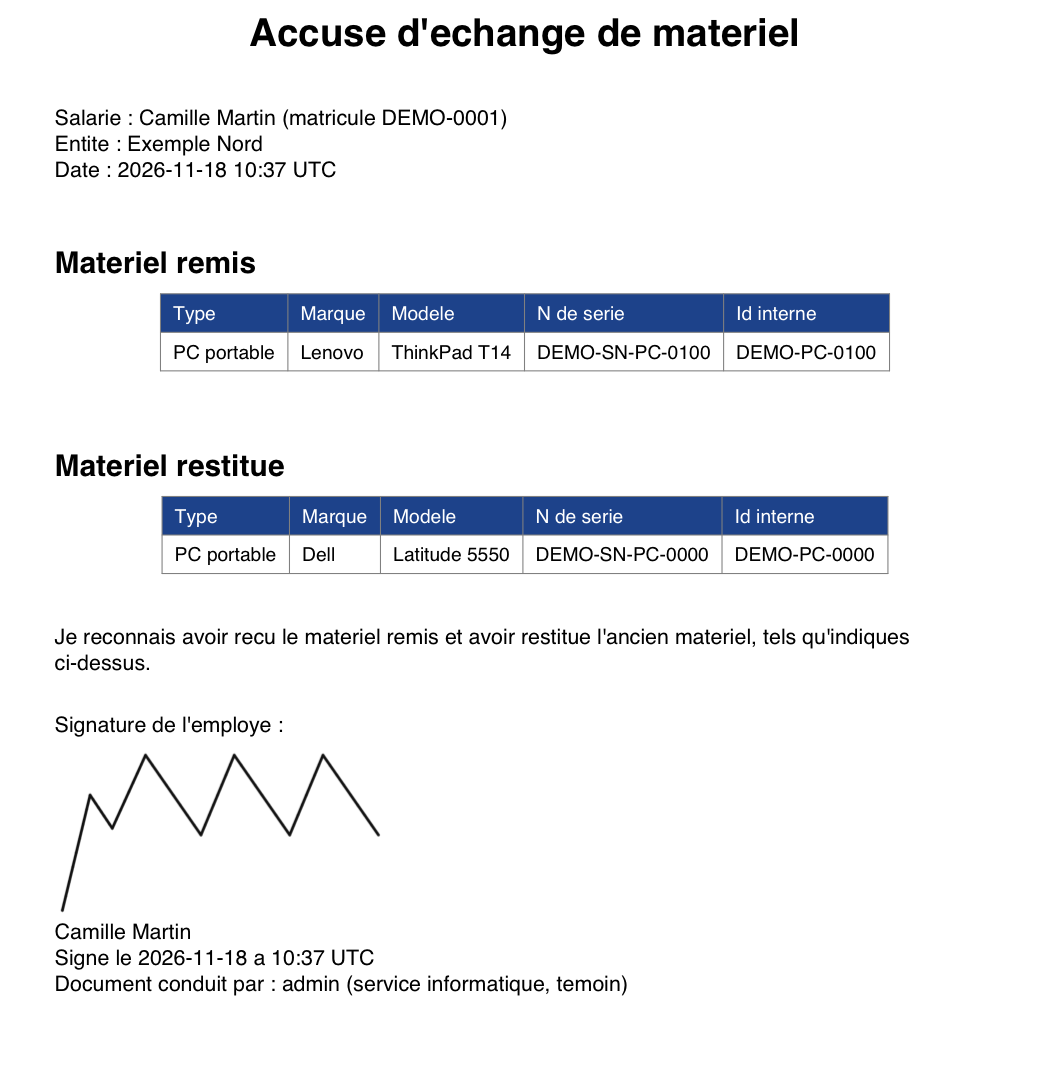 Accuse d'echange de materiel
Salarie : Camille Martin (matricule DEMO-0001)
Entite : Exemple Nord
Date : 2026-11-18 10:37 UTC
Materiel remis
Type Marque Modele N de serie Id interne
PC portable Lenovo ThinkPad T14 DEMO-SN-PC-0100 DEMO-PC-0100
Materiel restitue
Type Marque Modele N de serie Id interne
PC portable Dell Latitude 5550 DEMO-SN-PC-0000 DEMO-PC-0000
Je reconnais avoir recu le materiel remis et avoir restitue l'ancien materiel, tels qu'indiques
ci-dessus.
Signature de l'employe :
Camille Martin
Signe le 2026-11-18 a 10:37 UTC
Document conduit par : admin (service informatique, temoin)